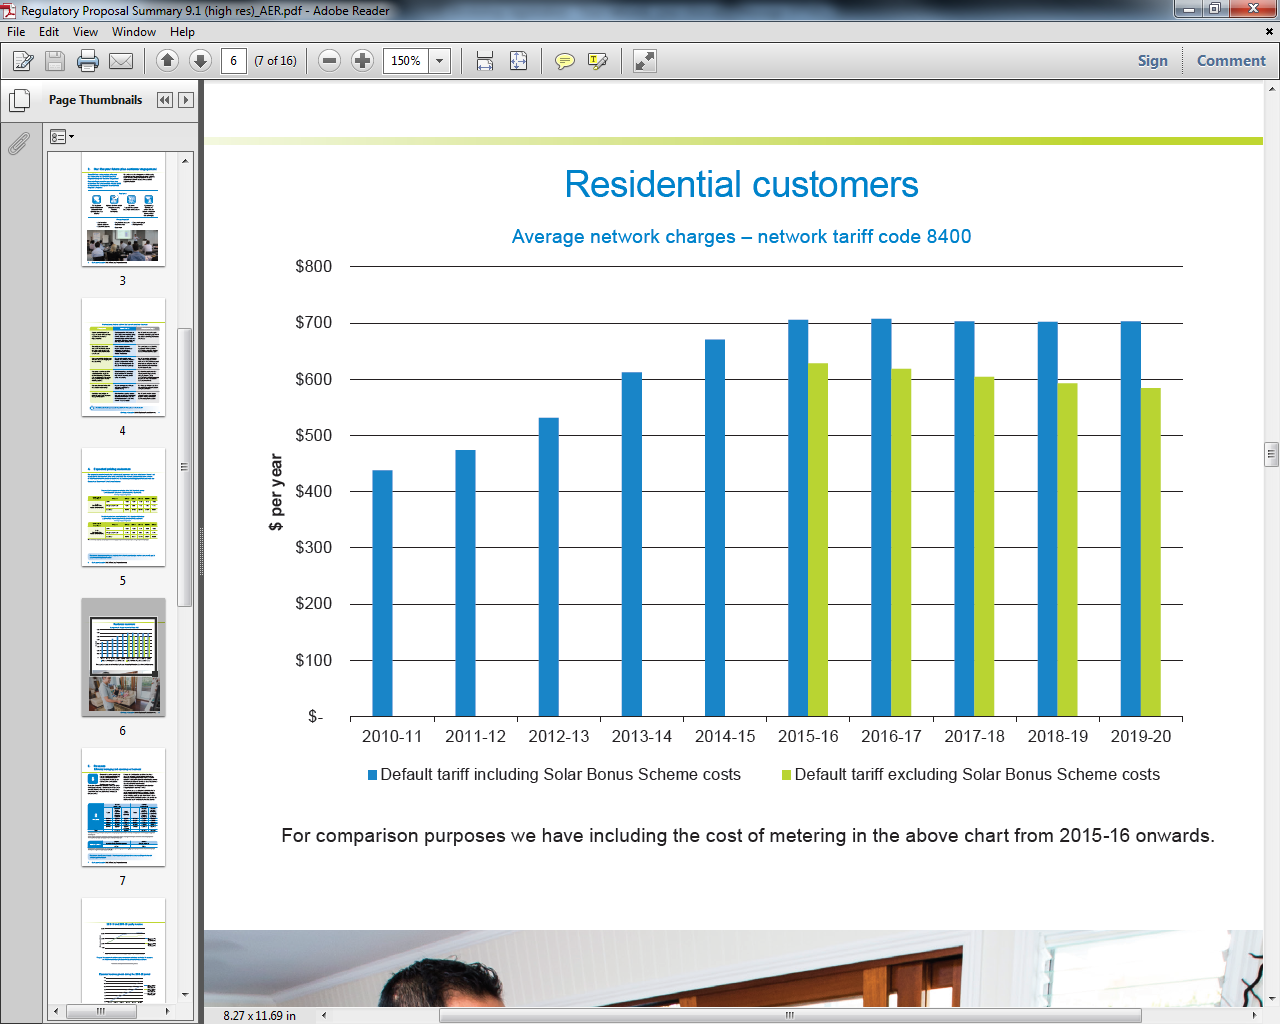 Regulatory Proposal Summary 9.1 (high res)_AER.pdf - Adobe Reader
File Edit View Window Help
6 (7 of 16) 150% Sign Comment
Page Thumbnails
3
4
5
6
7
Residential customers
Average network charges – network tariff code 8400
$800
$700
$600
$500
$400
$300
$200
$100
$-
$ per year
2010-11 2011-12 2012-13 2013-14 2014-15 2015-16 2016-17 2017-18 2018-19 2019-20
Default tariff including Solar Bonus Scheme costs Default tariff excluding Solar Bonus Scheme costs
For comparison purposes we have including the cost of metering in the above chart from 2015-16 onwards.
8.27 x 11.69 in